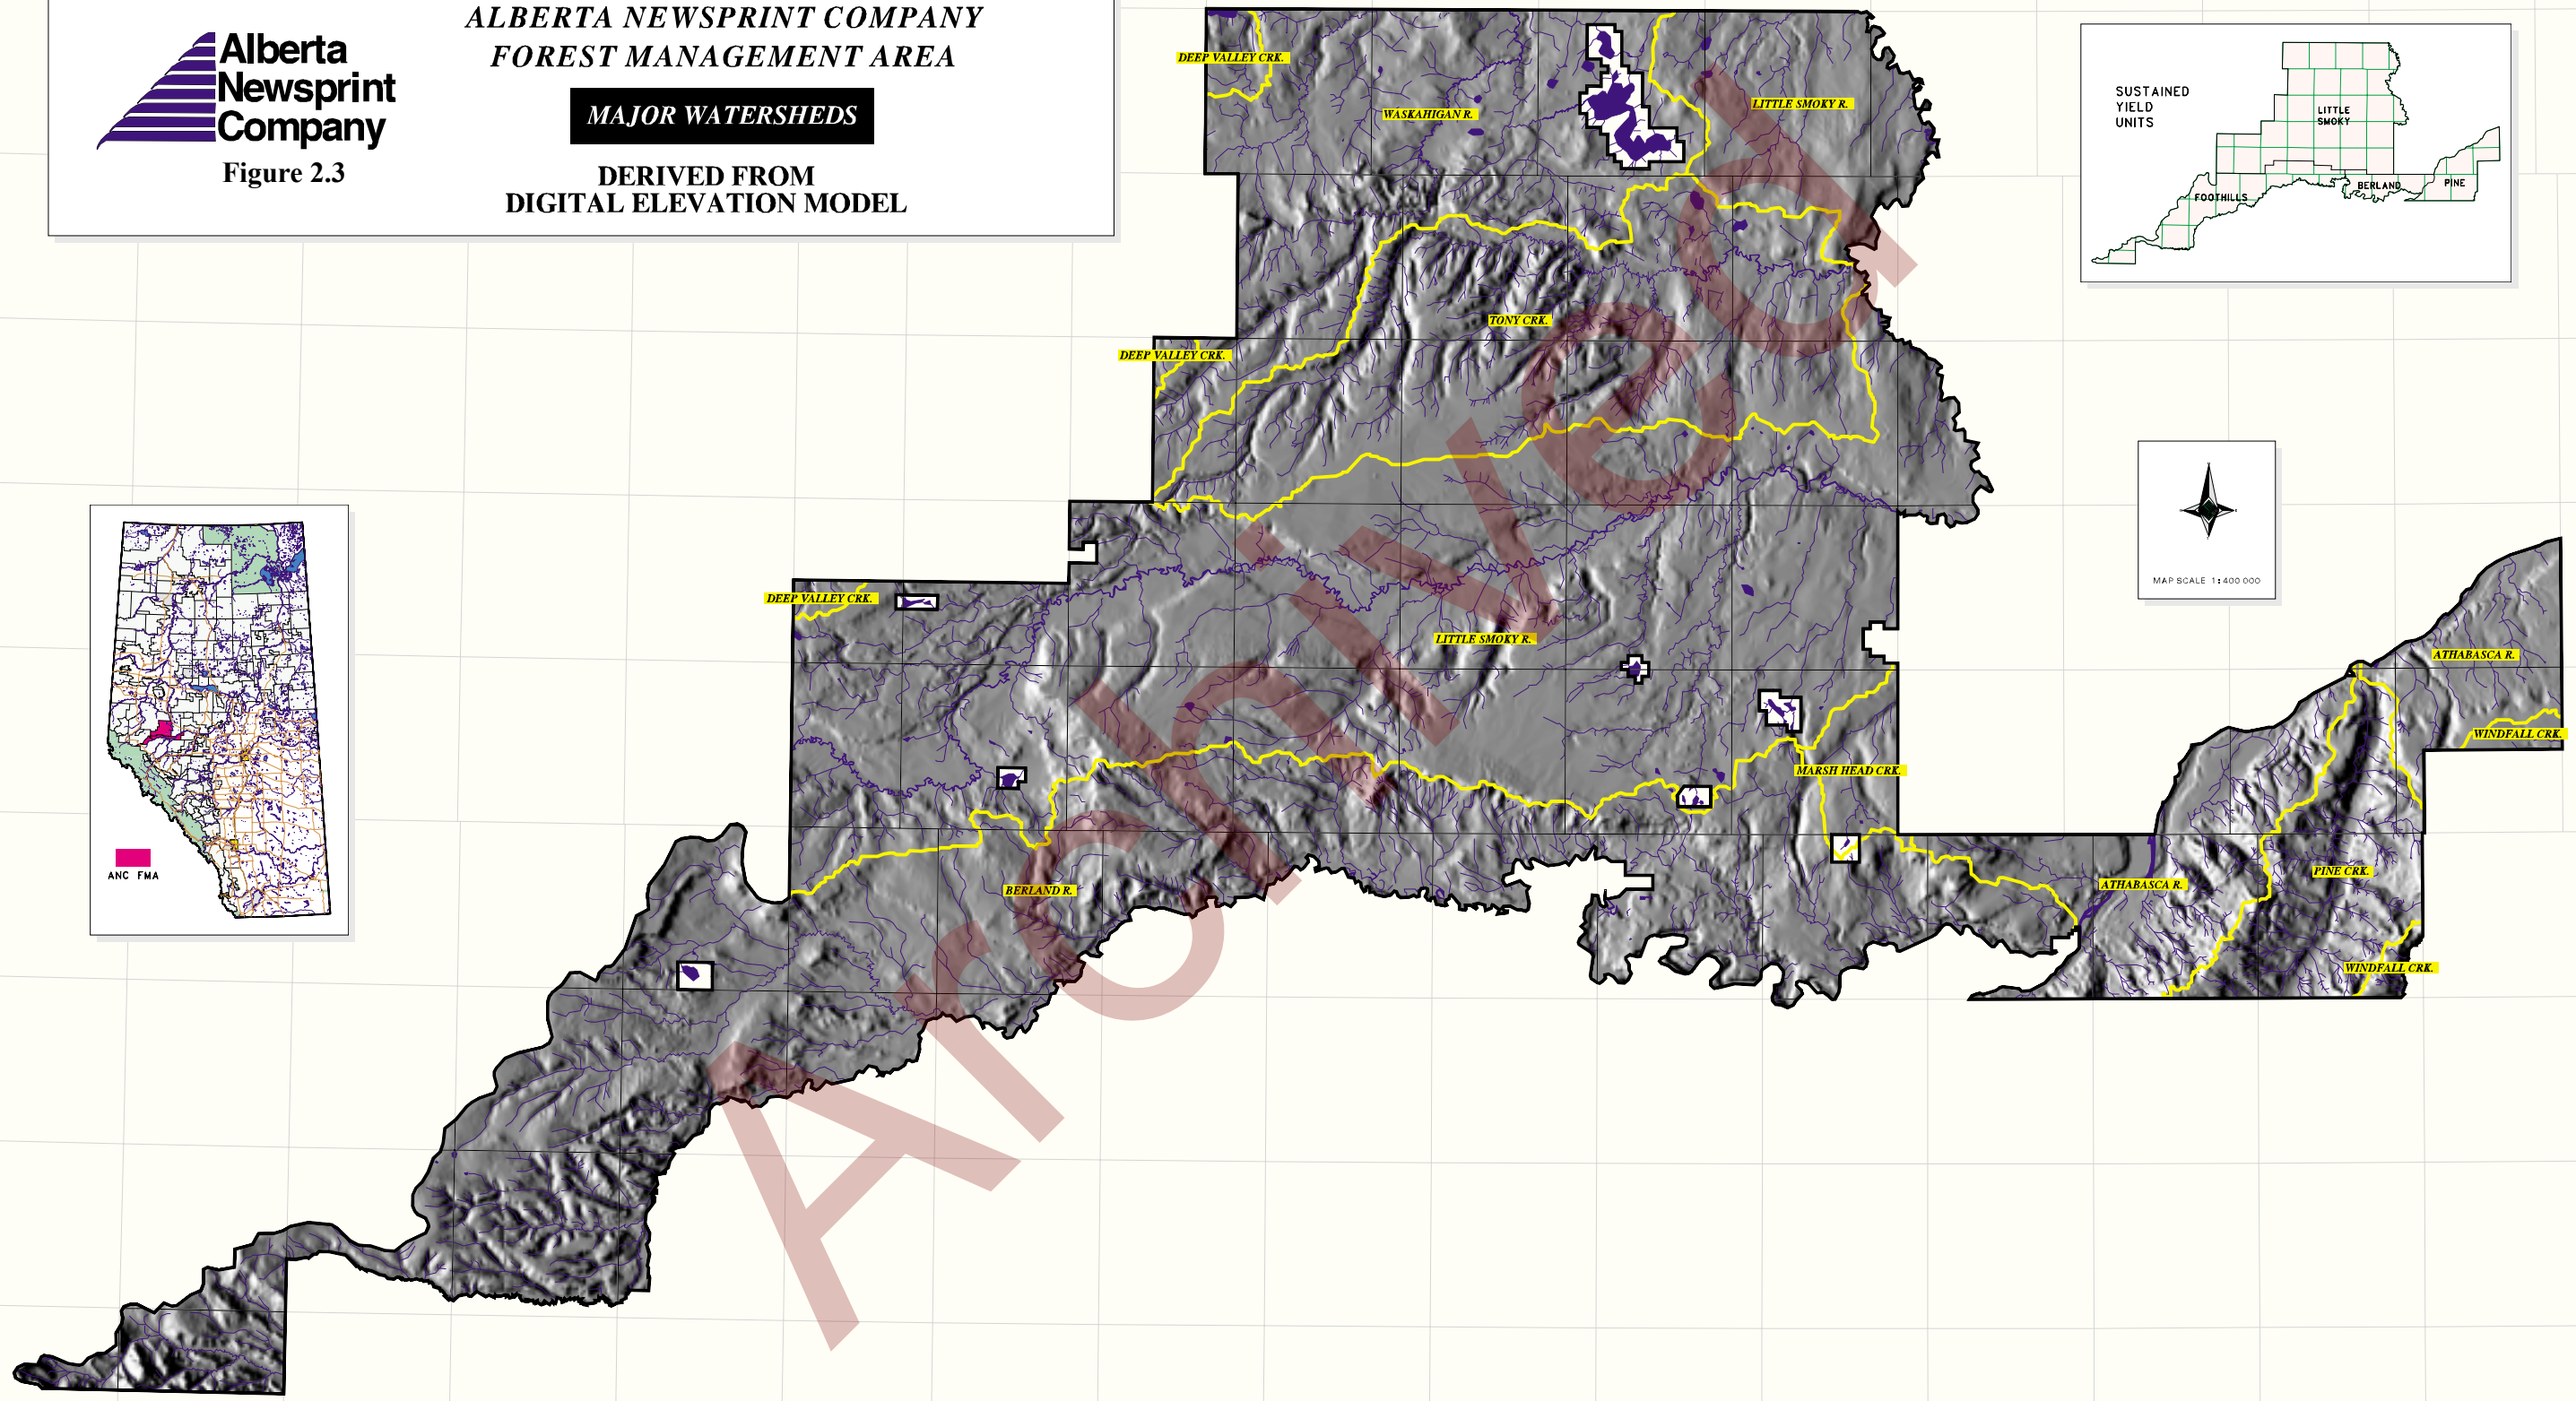 ALBERTA NEWSPRINT COMPANY
FOREST MANAGEMENT AREA
Alberta
Newsprint
Company
MAJOR WATERSHEDS
Figure 2.3
DERIVED FROM
DIGITAL ELEVATION MODEL
DEEP VALLEY CRK.
WASKAHIGAN R.
LITTLE SMOKY R.
SUSTAINED
YIELD
UNITS
LITTLE
SMOKY
BERLAND
PINE
FOOTHILLS
TONY CRK.
DEEP VALLEY CRK.
MAP SCALE 1:400 000
DEEP VALLEY CRK.
LITTLE SMOKY R.
ATHABASCA R.
WINDFALL CRK.
MARSH HEAD CRK.
ANC FMA
BERLAND R.
ATHABASCA R.
PINE CRK.
WINDFALL CRK.
Archived